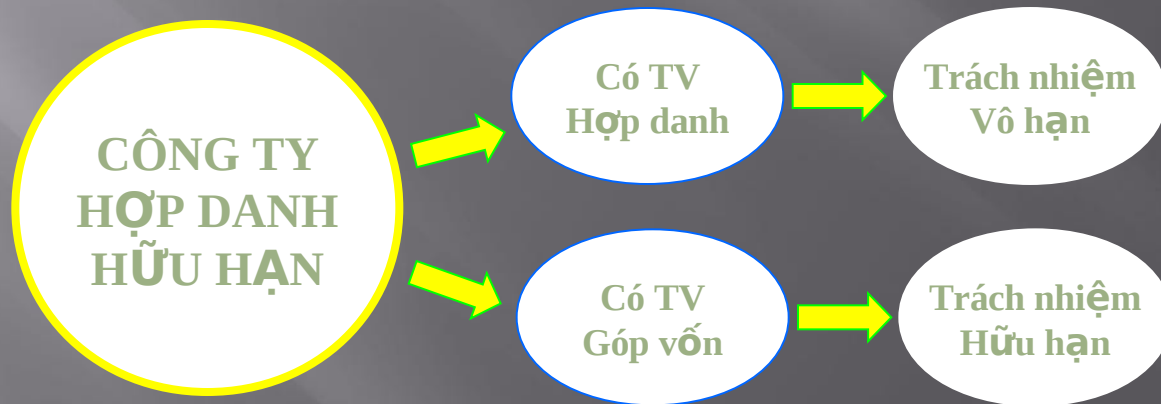 CÔNG TY
HỢP DANH
HỮU HẠN
Có TV
Hợp danh
Trách nhiệm
Vô hạn
Có TV
Góp vốn
Trách nhiệm
Hữu hạn